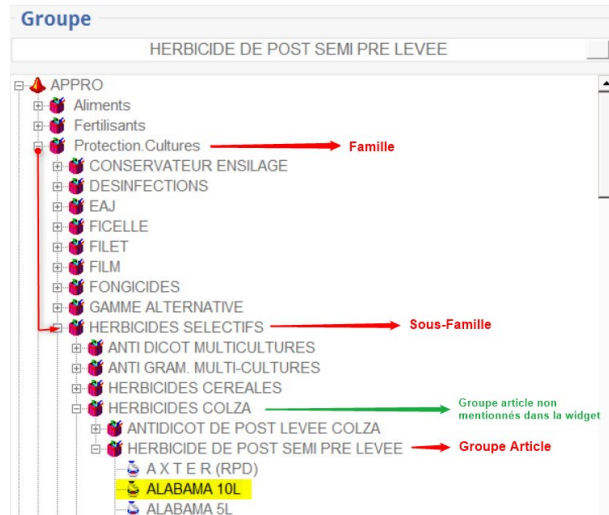 Groupe
HERBICIDE DE POST SEMI PRE LEVEE
APPRO
Aliments
Fertilisants
Protection.Cultures Famille
CONSERVATEUR ENSILAGE
DESINFECTIONS
EAJ
FICELLE
FILET
FILM
FONGICIDES
GAMME ALTERNATIVE
HERBICIDES SELECTIFS Sous-Famille
ANTI DICOT MULTICULTURES
ANTI GRAM. MULTI-CULTURES
HERBICIDES CEREALES
HERBICIDES COLZA Groupe article non
mentionnés dans la widget
ANTIDICOT DE POST LEVEE COLZA
HERBICIDE DE POST SEMI PRE LEVEE Groupe Article
A X T E R (RPD)
ALABAMA 10L
ALABAMA 5L